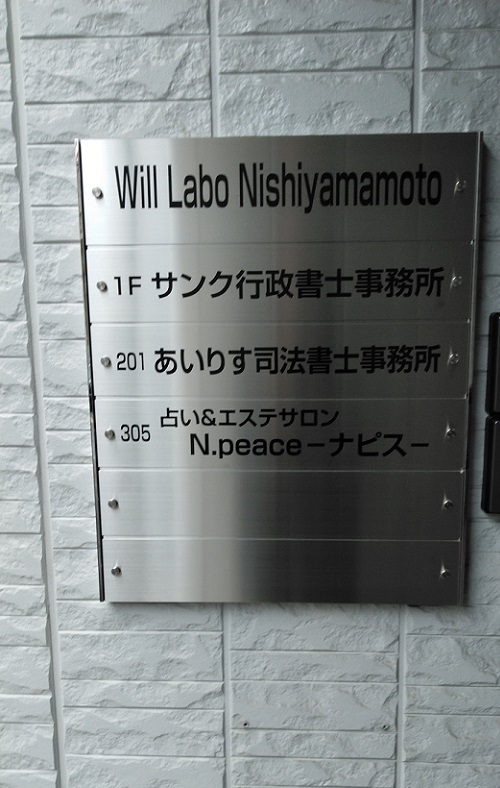 Will Labo Nishiyamamoto
1F サンク行政書士事務所
201 あいりす司法書士事務所
305 占い&エステサロン
N.peace－ナピス－